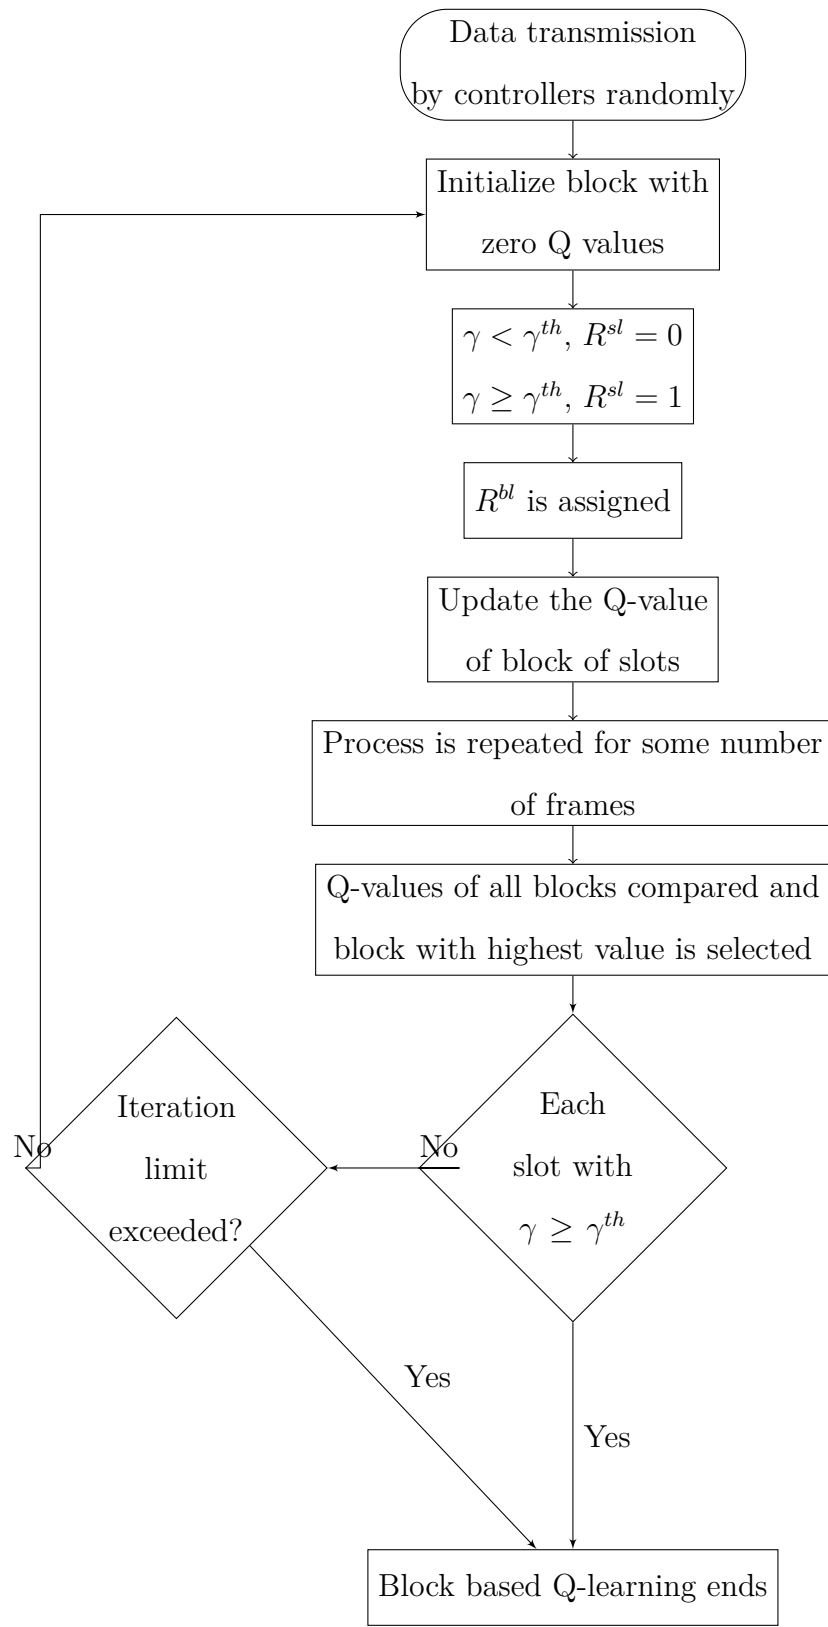 Data transmission
by controllers randomly
Initialize block with
zero Q values
γ < γ^{th}, R^{sl} = 0
γ ≥ γ^{th}, R^{sl} = 1
R^{bl} is assigned
Update the Q-value
of block of slots
Process is repeated for some number
of frames
Q-values of all blocks compared and
block with highest value is selected
Each
slot with
γ ≥ γ^{th}
No
Iteration
limit
exceeded?
No
Yes
Yes
Block based Q-learning ends